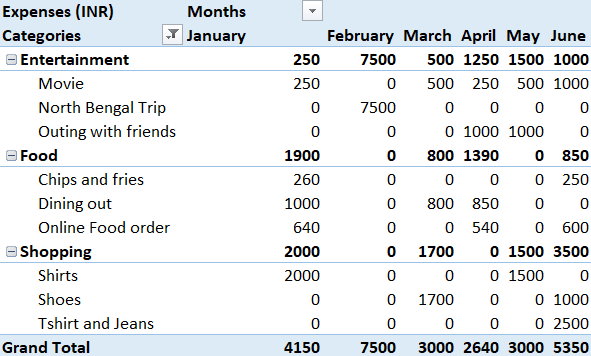 Expenses (INR) Months
Categories January February March April May June
Entertainment 250 7500 500 1250 1500 1000
Movie 250 0 500 250 500 1000
North Bengal Trip 0 7500 0 0 0 0
Outing with friends 0 0 0 1000 1000 0
Food 1900 0 800 1390 0 850
Chips and fries 260 0 0 0 0 250
Dining out 1000 0 800 850 0 0
Online Food order 640 0 0 540 0 600
Shopping 2000 0 1700 0 1500 3500
Shirts 2000 0 0 0 1500 0
Shoes 0 0 1700 0 0 1000
Tshirt and Jeans 0 0 0 0 0 2500
Grand Total 4150 7500 3000 2640 3000 5350